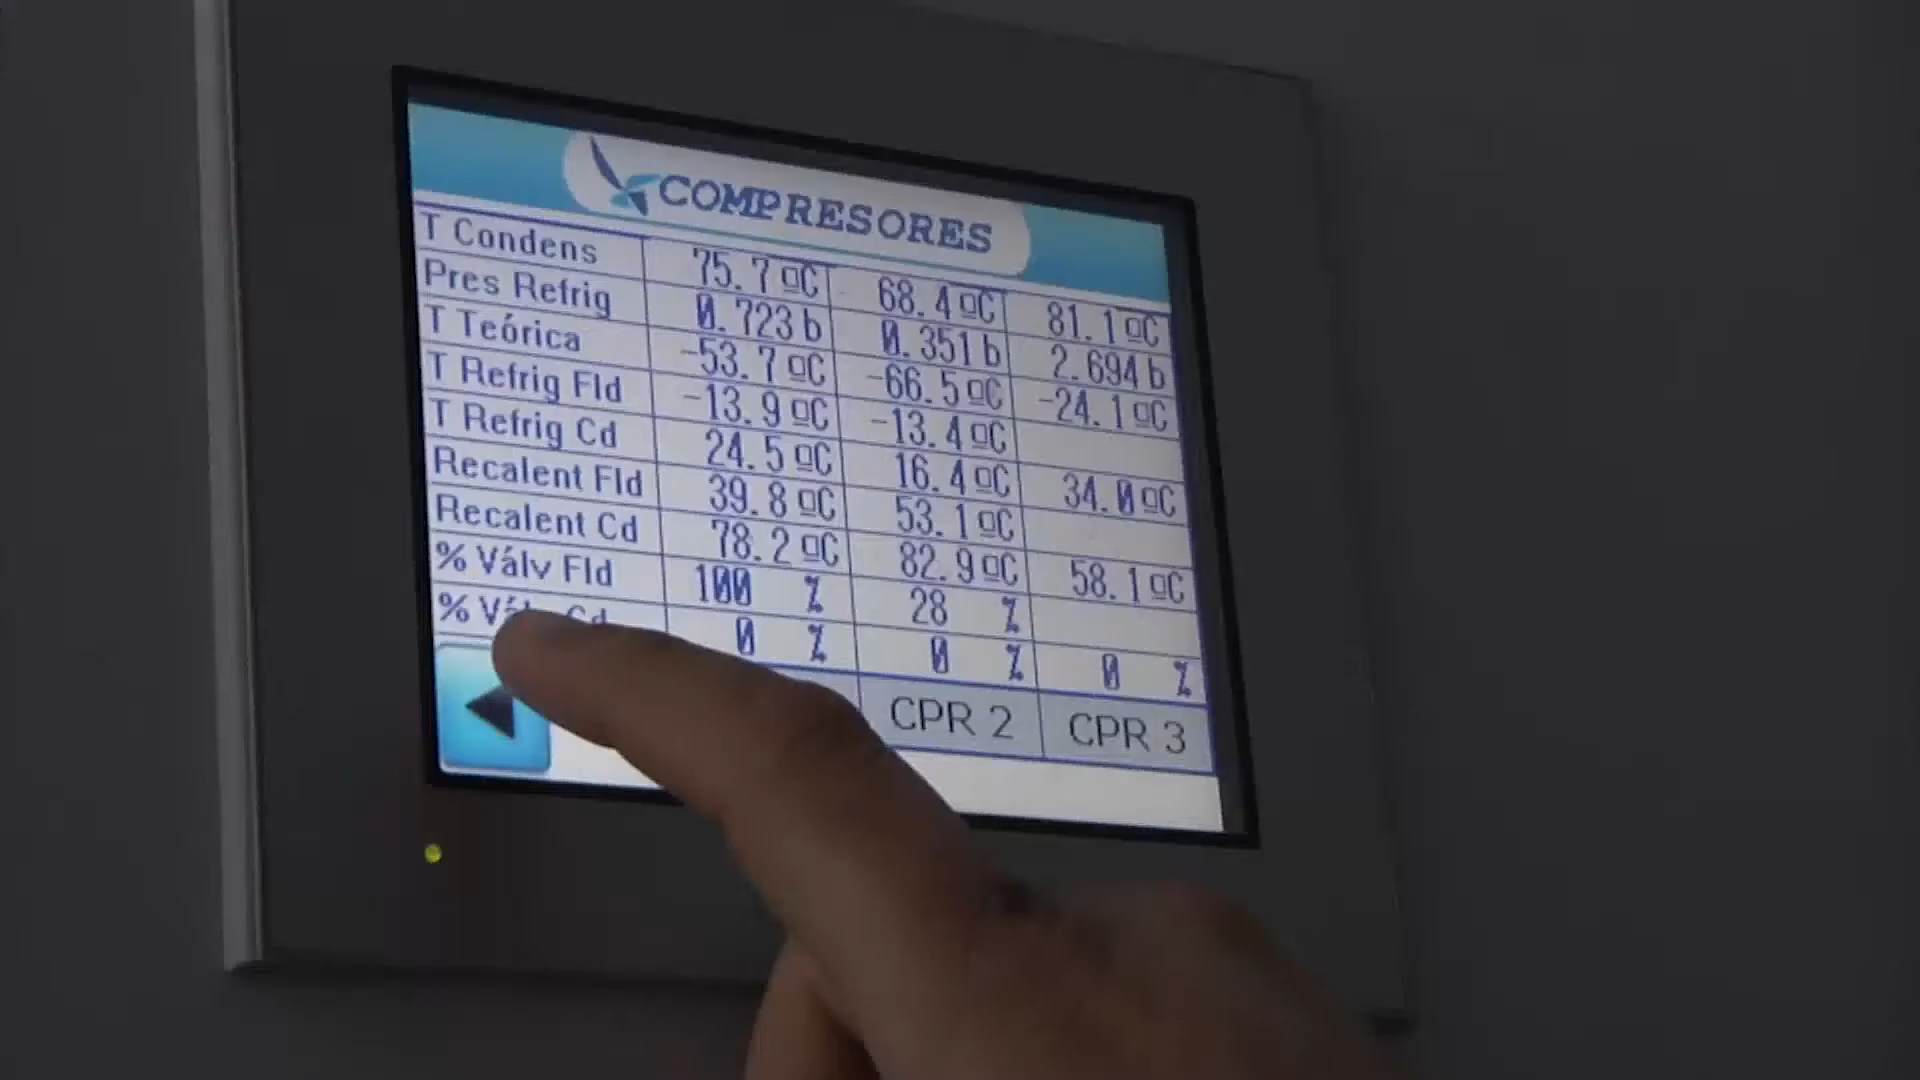 COMPRESORES
T Condens 75.7 ºC 68.4 ºC 81.1 ºC
Pres Refrig 0.723 b 0.351 b 2.694 b
T Teórica -53.7 ºC -66.5 ºC -24.1 ºC
T Refrig Fld -13.9 ºC -13.4 ºC
T Refrig Cd 24.5 ºC 16.4 ºC 34.0 ºC
Recalent Fld 39.8 ºC 53.1 ºC
Recalent Cd 78.2 ºC 82.9 ºC 58.1 ºC
% Válv Fld 100 % 28 %
% Cd 0 % 0 % 0 %
CPR 2 CPR 3